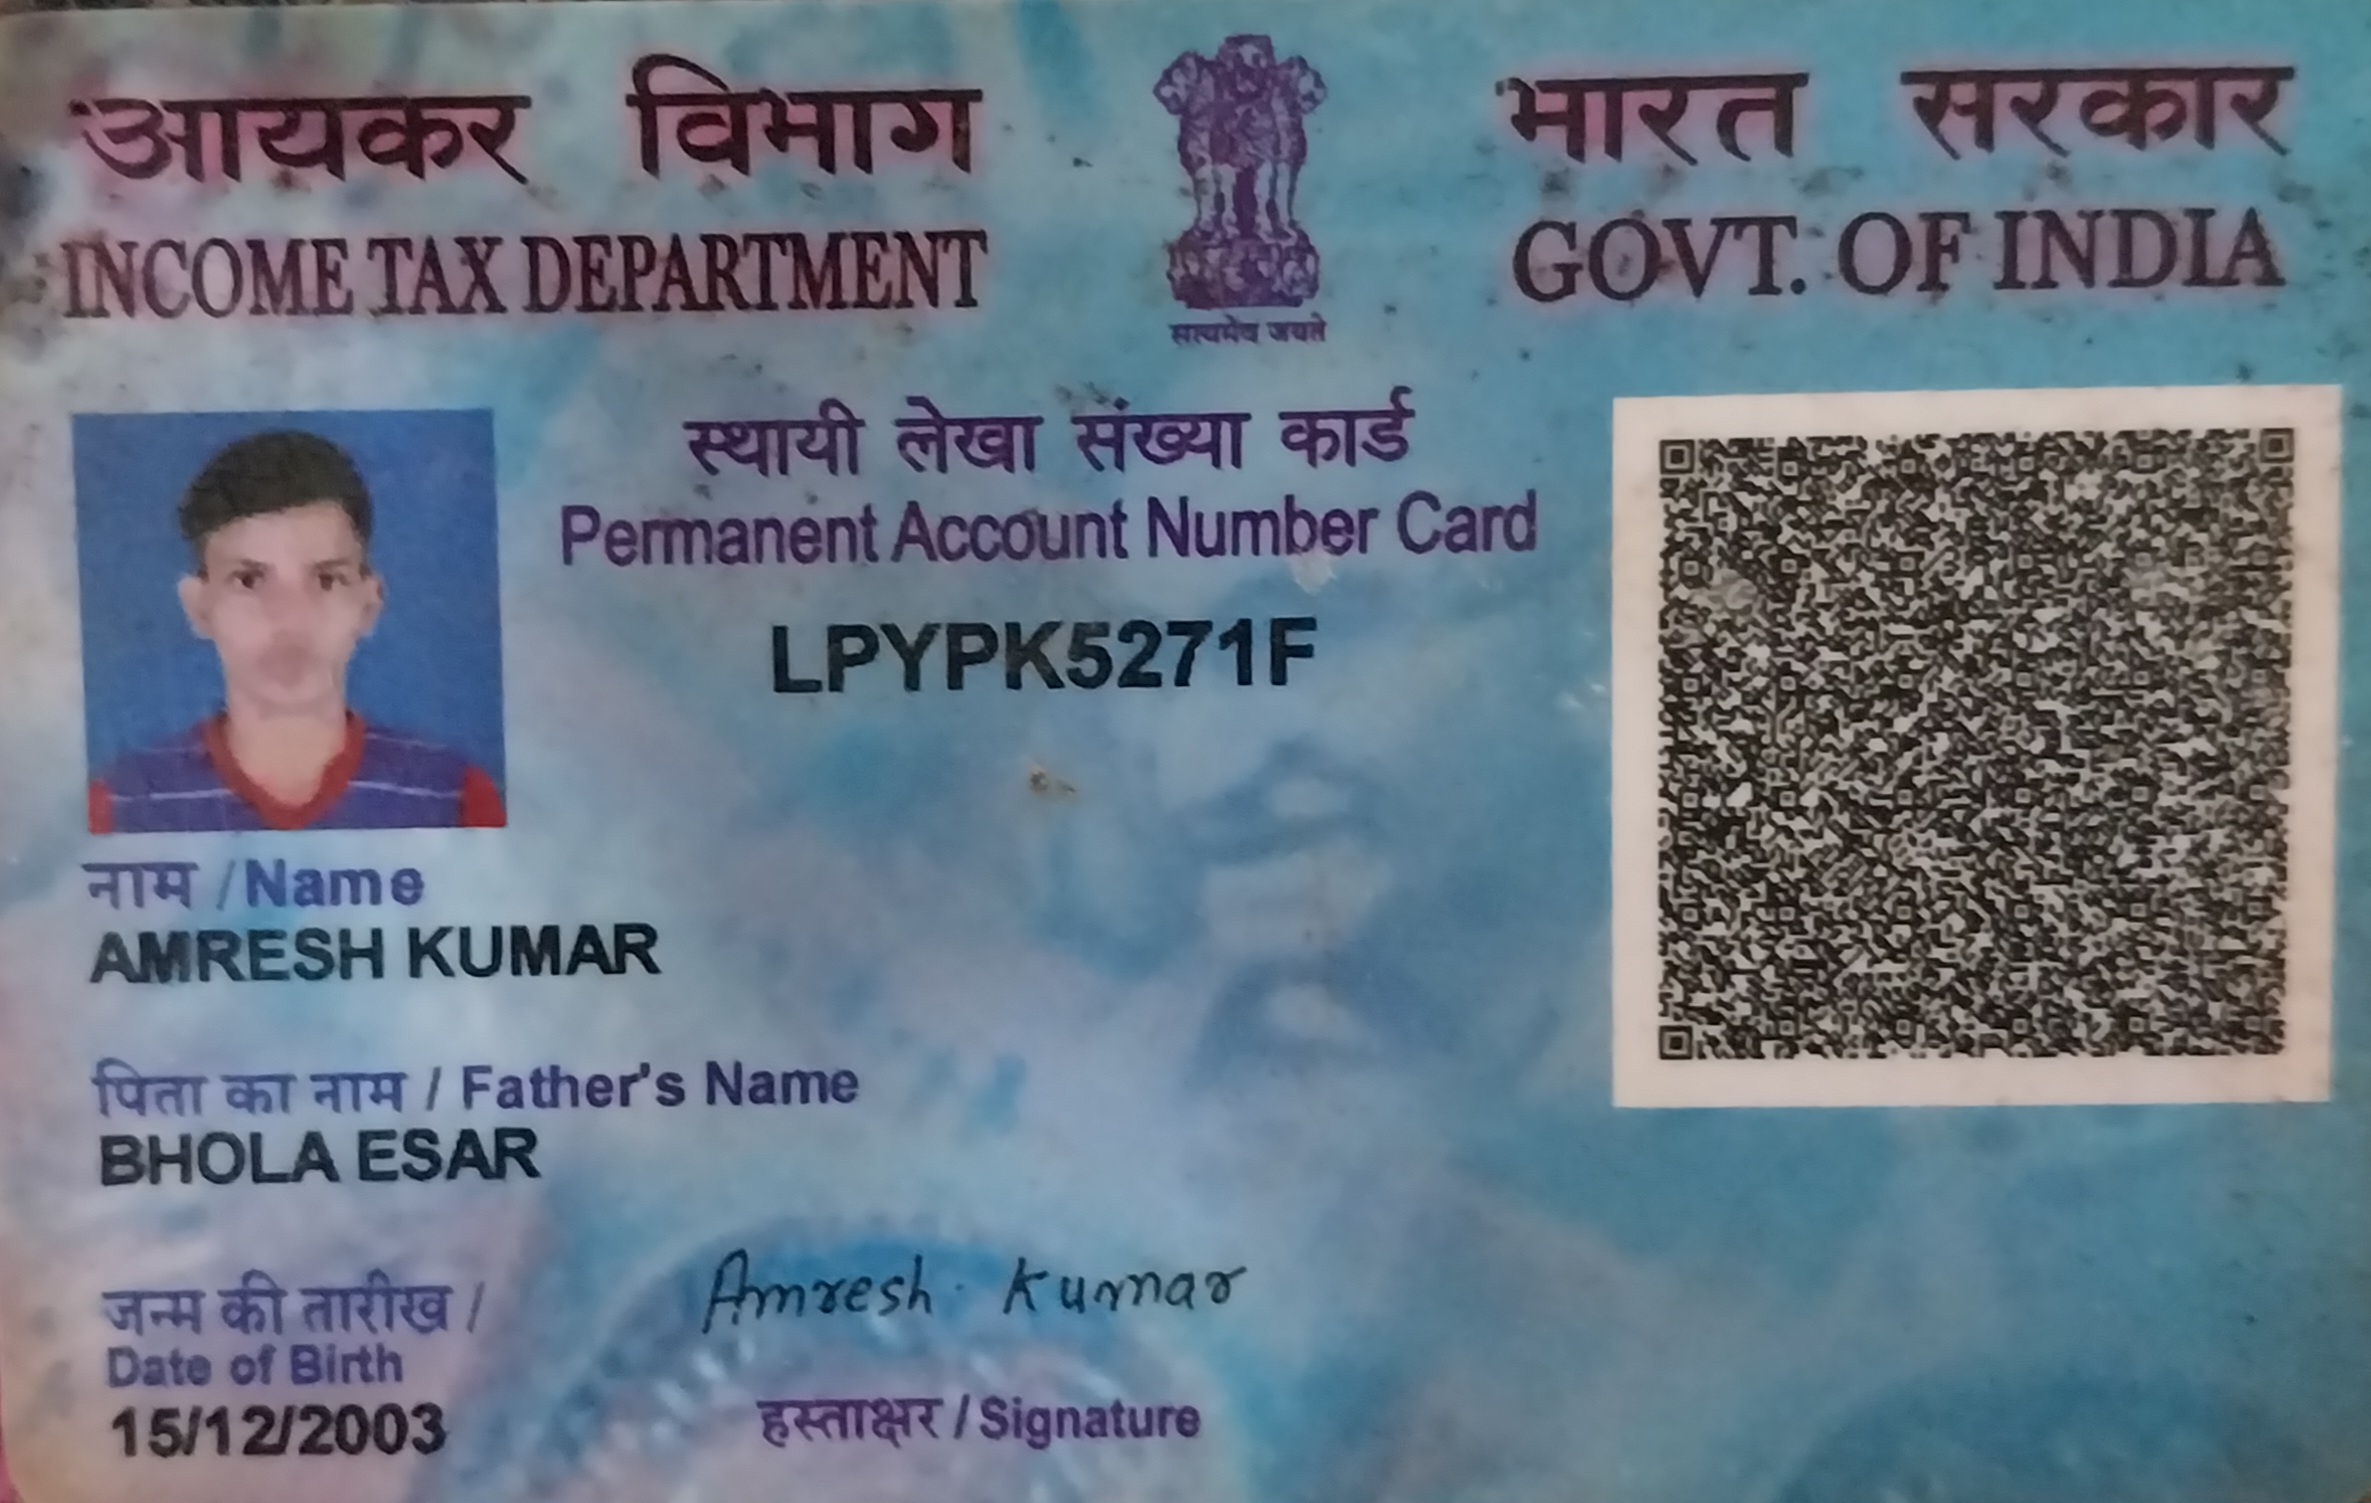 आयकर विभाग
INCOME TAX DEPARTMENT
सत्यमेव जयते
भारत सरकार
GOVT. OF INDIA
स्थायी लेखा संख्या कार्ड
Permanent Account Number Card
LPYPK5271F
नाम / Name
AMRESH KUMAR
पिता का नाम / Father's Name
BHOLA ESAR
जन्म की तारीख /
Date of Birth
15/12/2003
Amresh Kumar
हस्ताक्षर / Signature